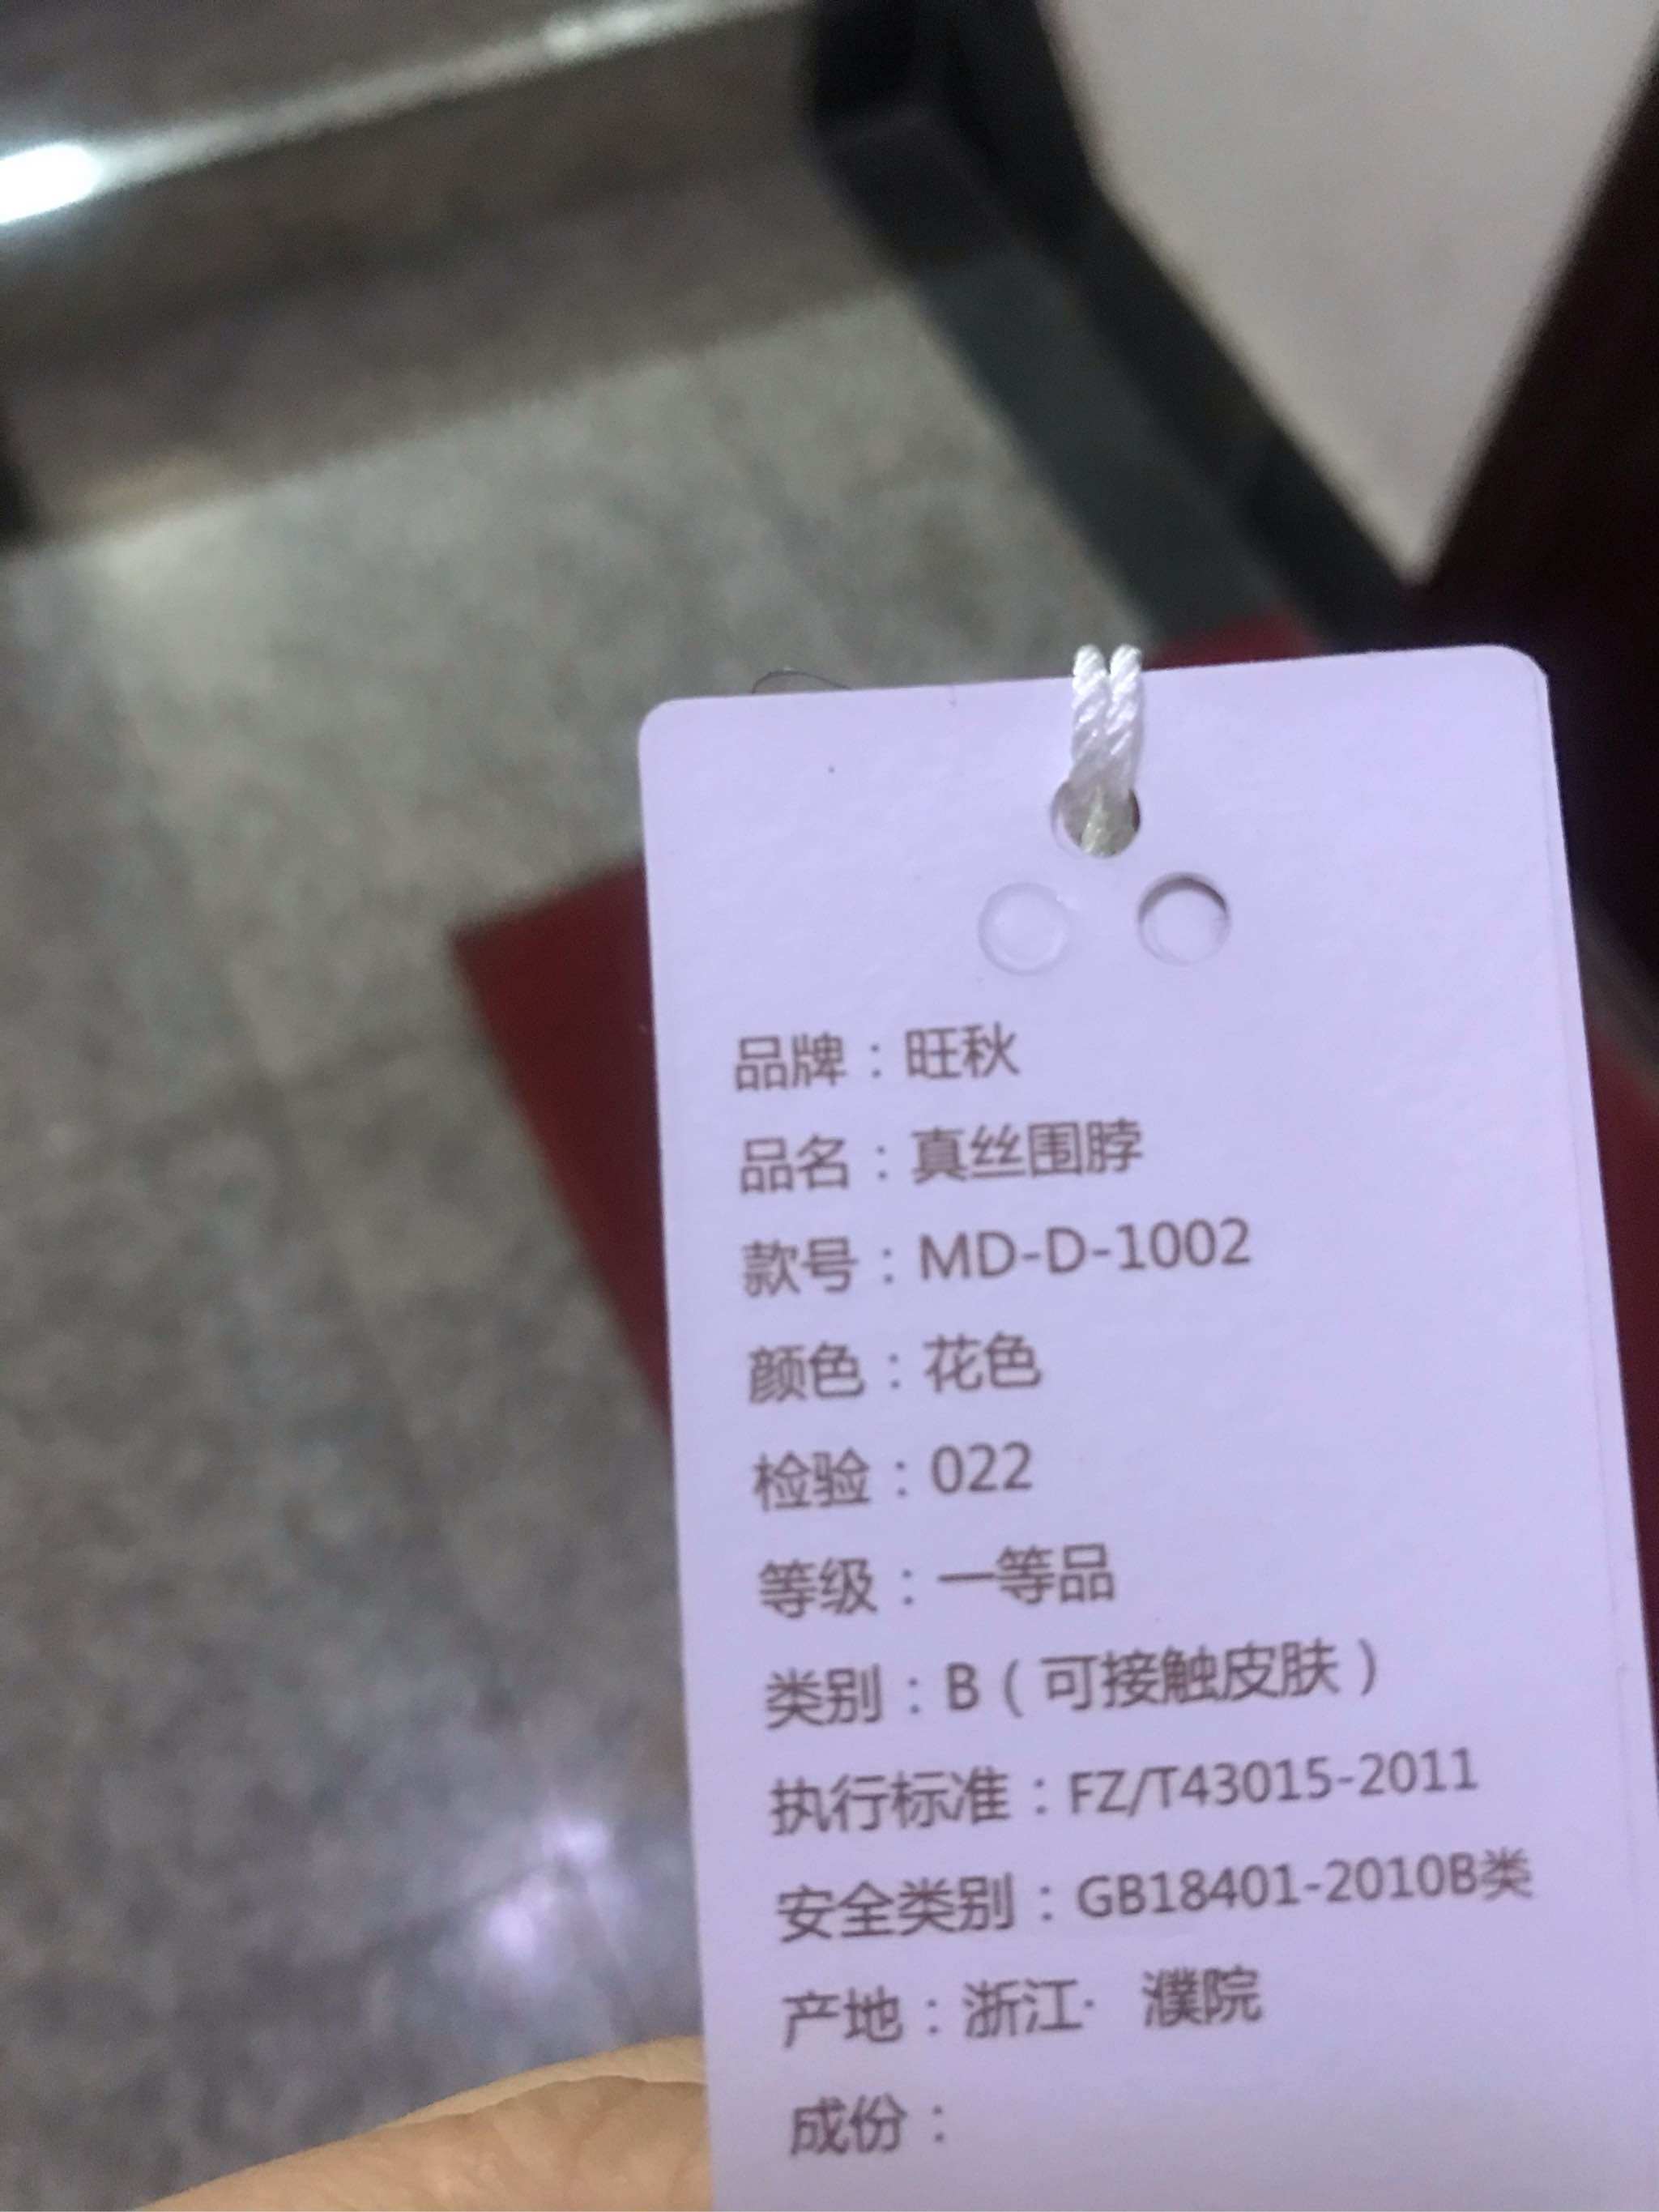 品牌：旺秋
品名：真丝围脖
款号：MD-D-1002
颜色：花色
检验：022
等级：一等品
类别：B（可接触皮肤）
执行标准：FZ/T43015-2011
安全类别：GB18401-2010B类
产地：浙江· 濮院
成份：